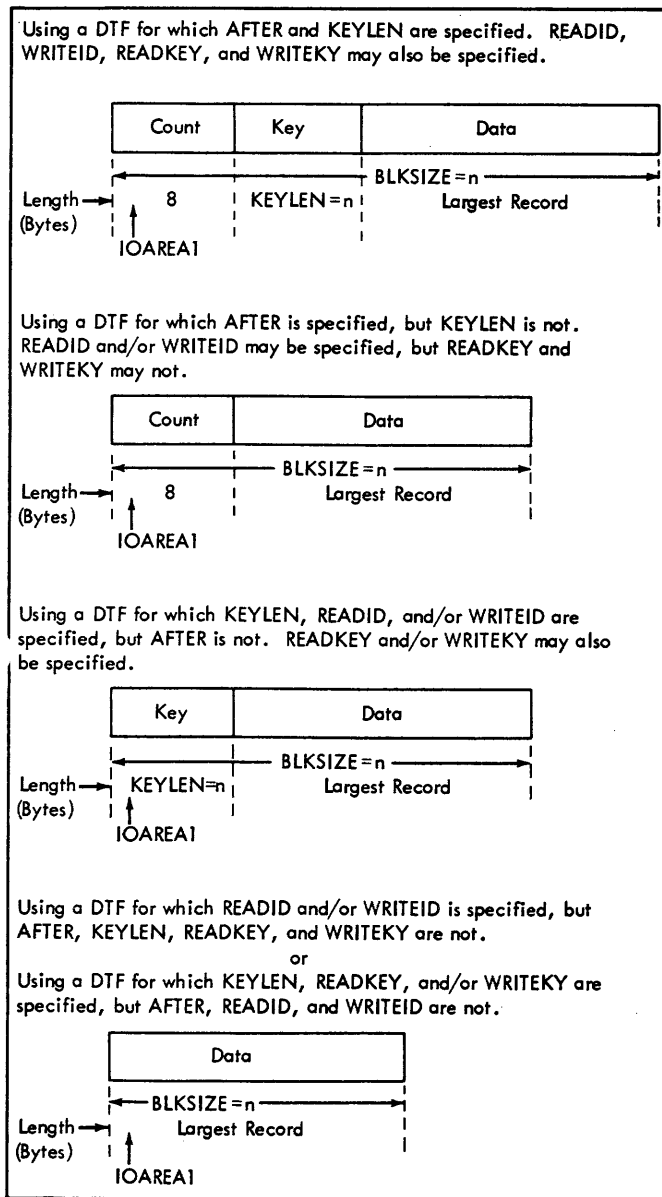 Using a DTF for which AFTER and KEYLEN are specified. READID,
WRITEID, READKEY, and WRITEKY may also be specified.
Count Key Data
BLKSIZE=n
Length (Bytes) 8 KEYLEN=n Largest Record
IOAREA1
Using a DTF for which AFTER is specified, but KEYLEN is not.
READID and/or WRITEID may be specified, but READKEY and
WRITEKY may not.
Count Data
BLKSIZE=n
Length (Bytes) 8 Largest Record
IOAREA1
Using a DTF for which KEYLEN, READID, and/or WRITEID are
specified, but AFTER is not. READKEY and/or WRITEKY may also
be specified.
Key Data
BLKSIZE=n
Length (Bytes) KEYLEN=n Largest Record
IOAREA1
Using a DTF for which READID and/or WRITEID is specified, but
AFTER, KEYLEN, READKEY, and WRITEKY are not.
or
Using a DTF for which KEYLEN, READKEY, and/or WRITEKY are
specified, but AFTER, READID, and WRITEID are not.
Data
BLKSIZE=n
Length (Bytes) Largest Record
IOAREA1